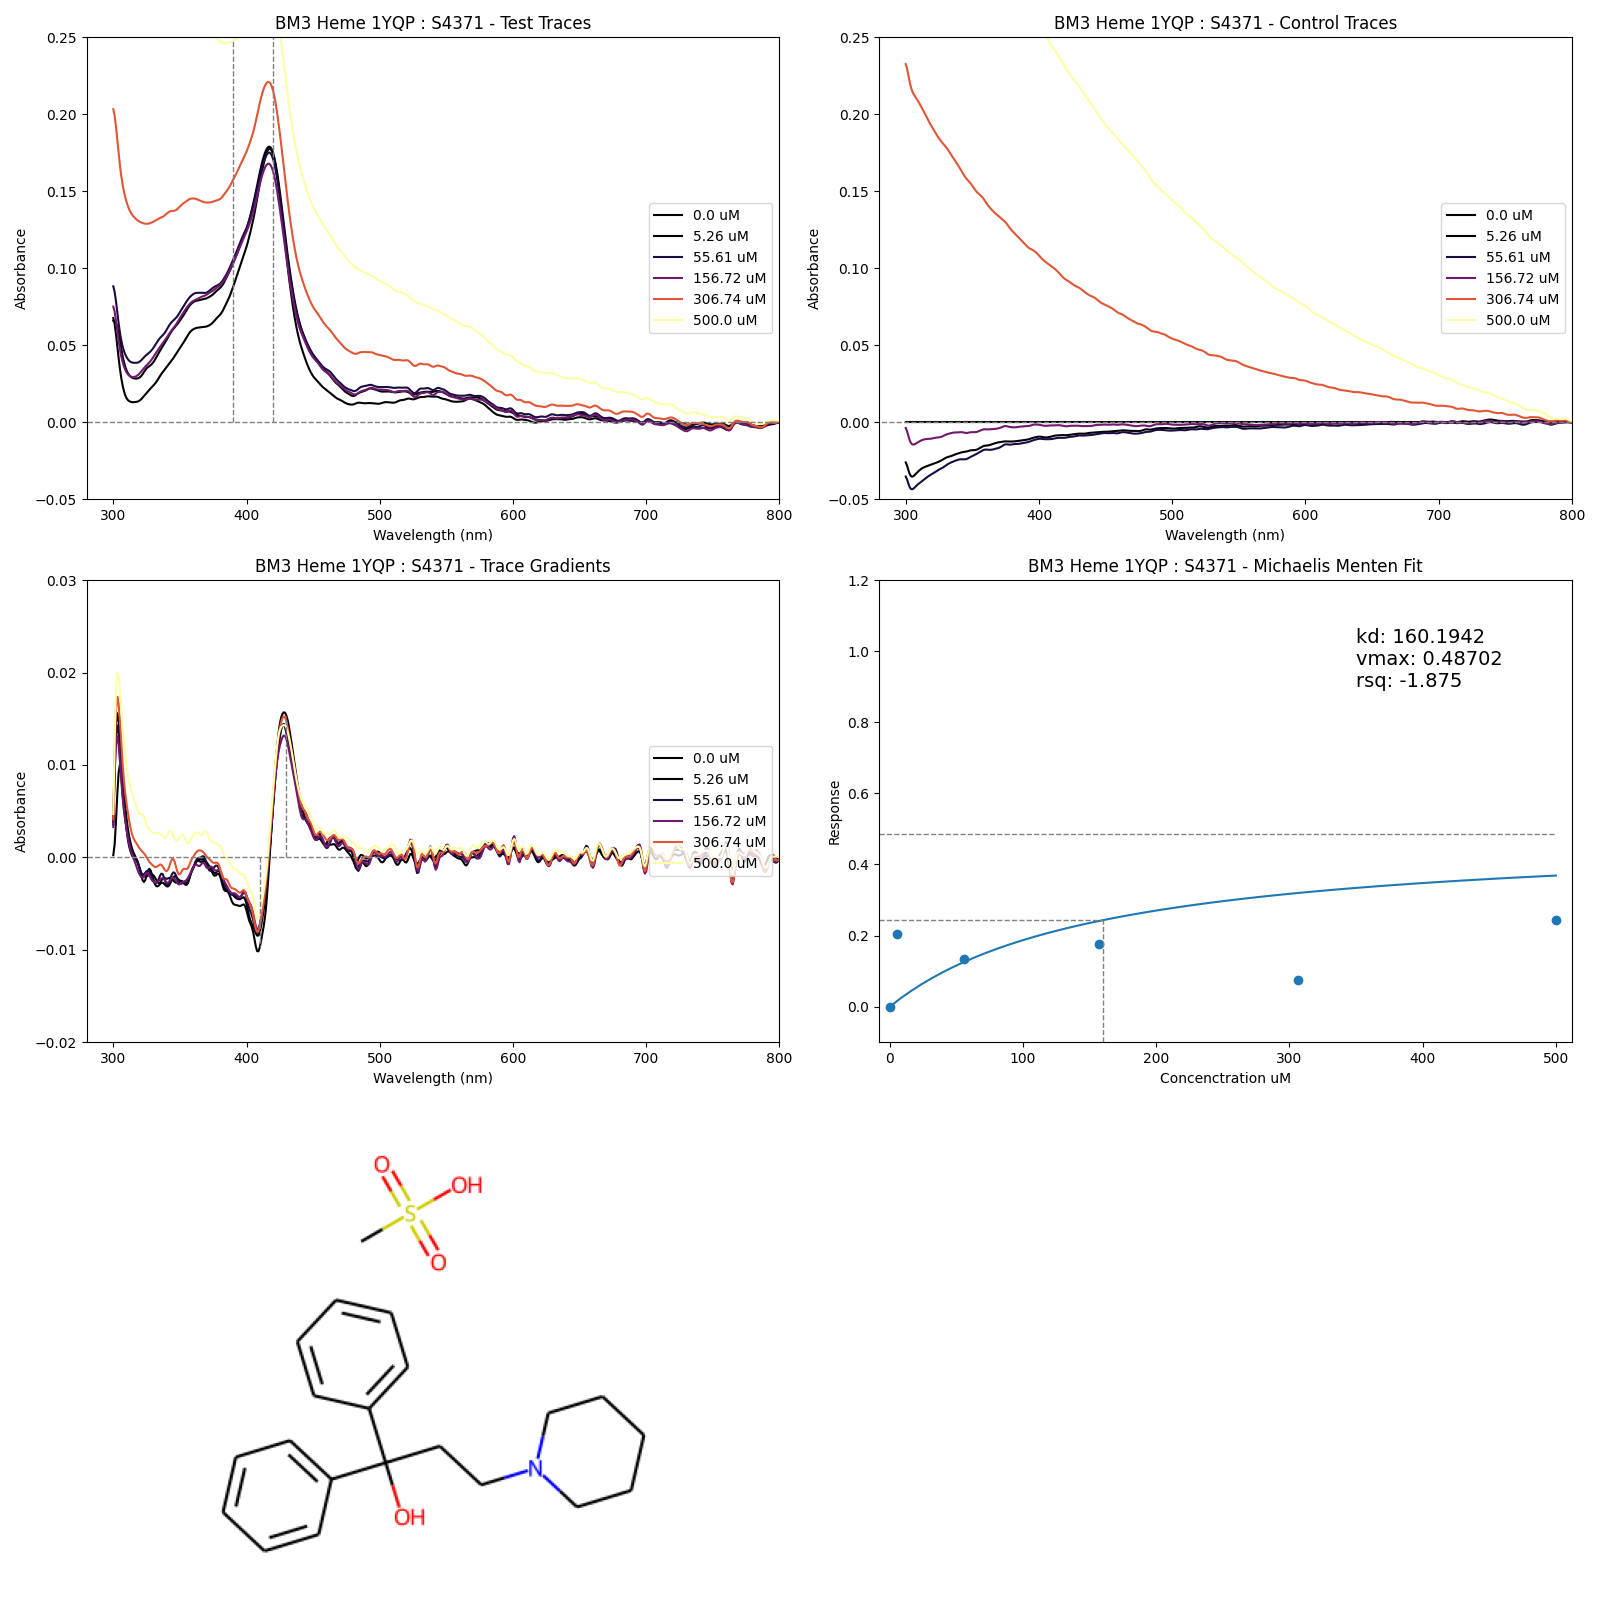 BM3 Heme 1YQP : S4371 - Test Traces
0.25
0.20
0.15
0.10
0.05
0.00
−0.05
Absorbance
300 400 500 600 700 800
Wavelength (nm)
0.0 uM
5.26 uM
55.61 uM
156.72 uM
306.74 uM
500.0 uM
BM3 Heme 1YQP : S4371 - Control Traces
0.25
0.20
0.15
0.10
0.05
0.00
−0.05
Absorbance
300 400 500 600 700 800
Wavelength (nm)
0.0 uM
5.26 uM
55.61 uM
156.72 uM
306.74 uM
500.0 uM
BM3 Heme 1YQP : S4371 - Trace Gradients
0.03
0.02
0.01
0.00
−0.01
−0.02
Absorbance
300 400 500 600 700 800
Wavelength (nm)
0.0 uM
5.26 uM
55.61 uM
156.72 uM
306.74 uM
500.0 uM
BM3 Heme 1YQP : S4371 - Michaelis Menten Fit
1.2
1.0
0.8
0.6
0.4
0.2
0.0
Response
kd: 160.1942
vmax: 0.48702
rsq: -1.875
0 100 200 300 400 500
Concenctration uM
O
OH
S
O
N
OH